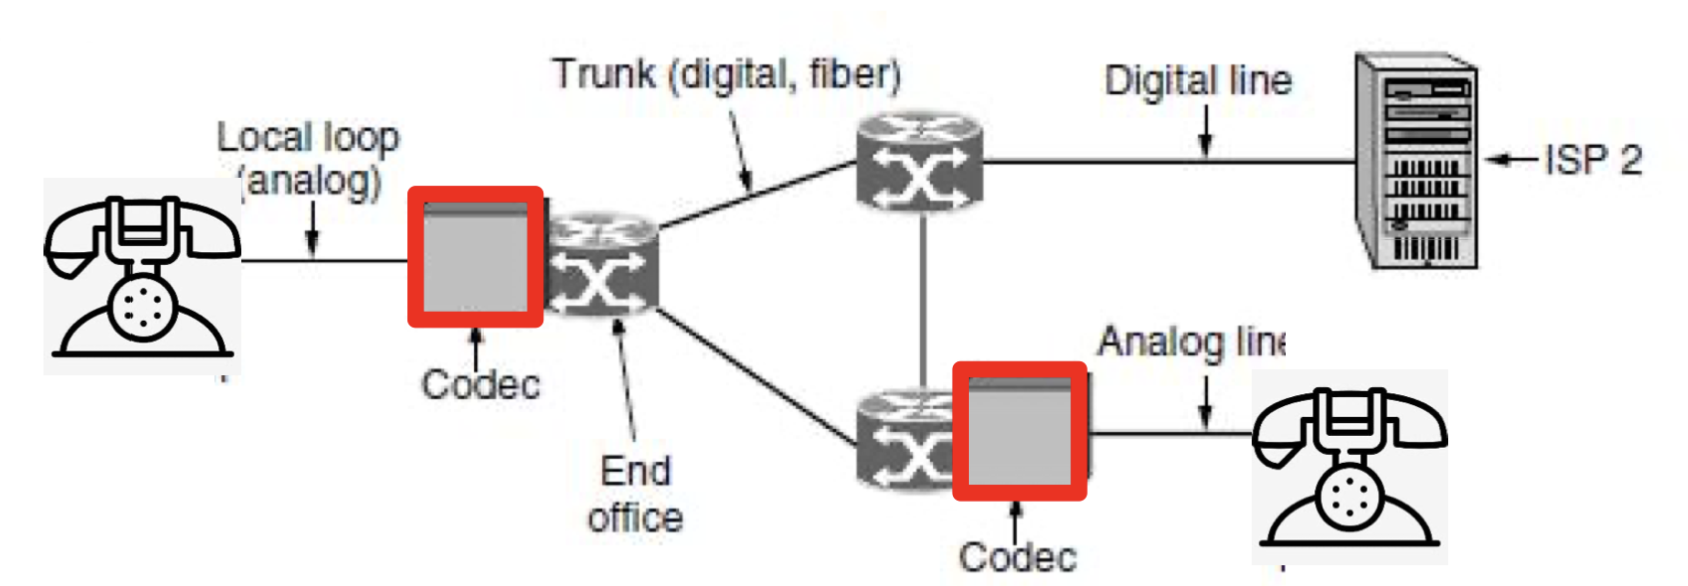 Trunk (digital, fiber)
Digital line
Local loop
(analog)
ISP 2
Codec
Analog line
End
office
Codec